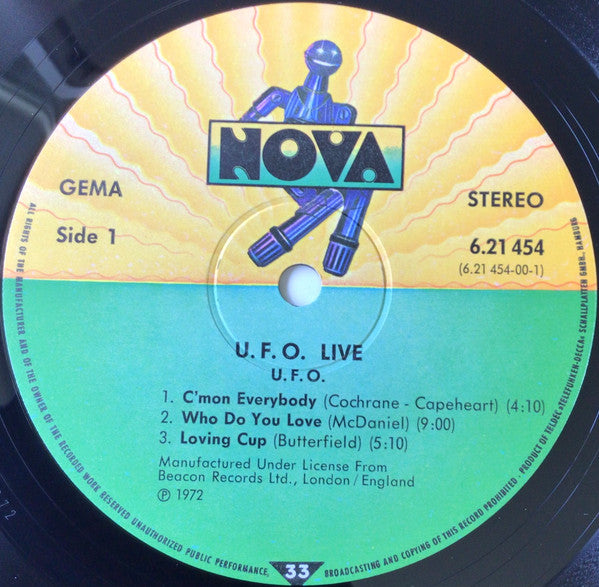 NOVA
GEMA
STEREO
Side 1
6.21 454
(6.21 454-00-1)
U.F.O. LIVE
U.F.O.
1. C'mon Everybody (Cochrane - Capeheart) (4:10)
2. Who Do You Love (McDaniel) (9:00)
3. Loving Cup (Butterfield) (5:10)
Manufactured Under License From
Beacon Records Ltd., London/England
Ⓟ 1972
ALL RIGHTS OF THE MANUFACTURER AND OF THE OWNER OF THE RECORDED WORK RESERVED UNAUTHORIZED PUBLIC PERFORMANCE, BROADCASTING AND COPYING OF THIS RECORD PROHIBITED · PRODUCT OF TELDEC »TELEFUNKEN-DECCA« SCHALLPLATTEN GMBH., HAMBURG
33